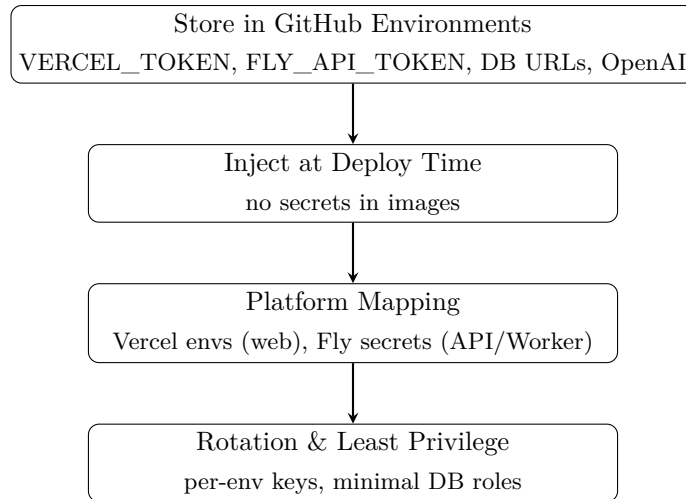 Store in GitHub Environments
VERCEL_TOKEN, FLY_API_TOKEN, DB URLs, OpenAI
Inject at Deploy Time
no secrets in images
Platform Mapping
Vercel envs (web), Fly secrets (API/Worker)
Rotation & Least Privilege
per-env keys, minimal DB roles